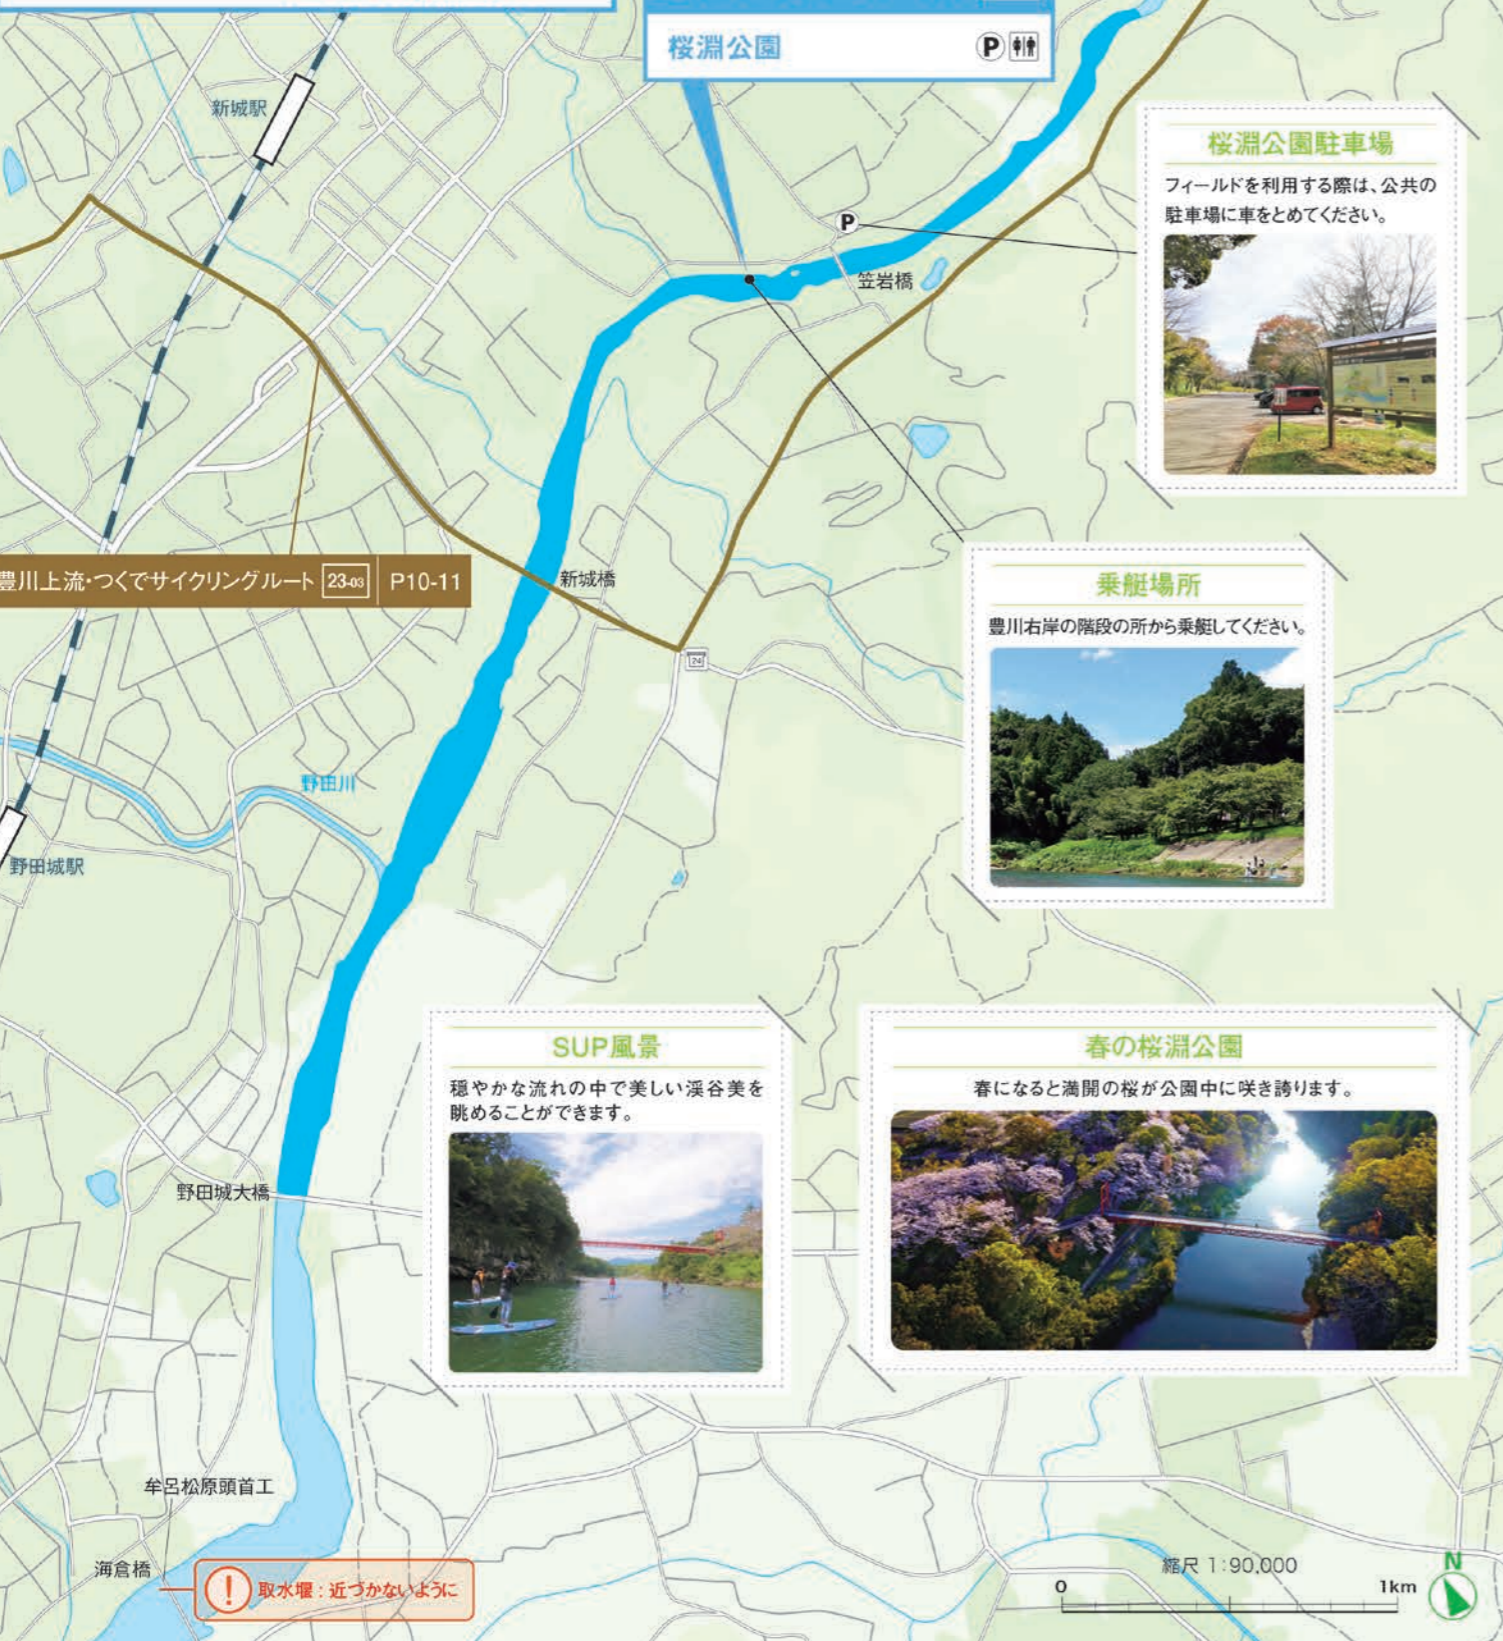 桜淵公園 P
新城駅
桜淵公園駐車場
フィールドを利用する際は、公共の
駐車場に車をとめてください。
P
笠岩橋
豊川上流・つくでサイクリングルート 23-03 P10-11
新城橋
24
乗艇場所
豊川右岸の階段の所から乗艇してください。
野田川
野田城駅
SUP風景
穏やかな流れの中で美しい渓谷美を
眺めることができます。
春の桜淵公園
春になると満開の桜が公園中に咲き誇ります。
野田城大橋
牟呂松原頭首工
海倉橋
! 取水堰：近づかないように
縮尺 1:90,000
0 1km
N